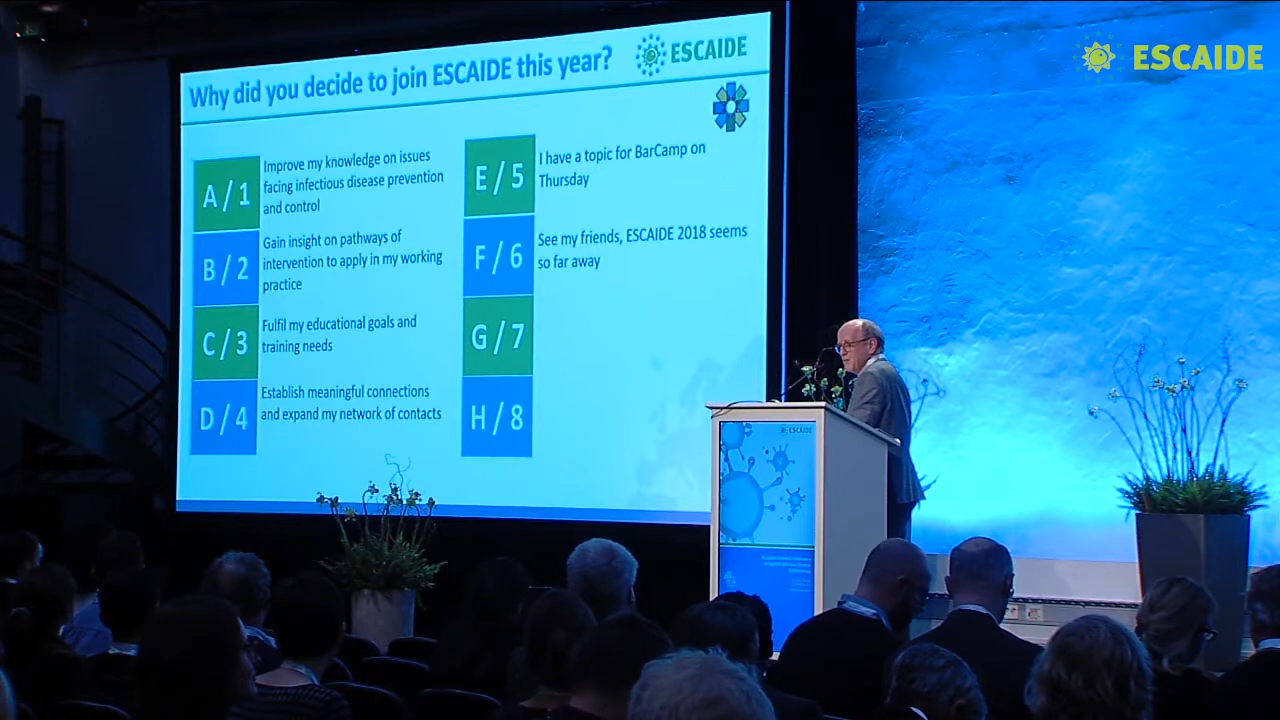 Why did you decide to join ESCAIDE this year?
ESCAIDE
A / 1
Improve my knowledge on issues
facing infectious disease prevention
and control
B / 2
Gain insight on pathways of
intervention to apply in my working
practice
C / 3
Fulfil my educational goals and
training needs
D / 4
Establish meaningful connections
and expand my network of contacts
E / 5
I have a topic for BarCamp on
Thursday
F / 6
See my friends, ESCAIDE 2018 seems
so far away
G / 7
H / 8
ESCAIDE
ESCAIDE